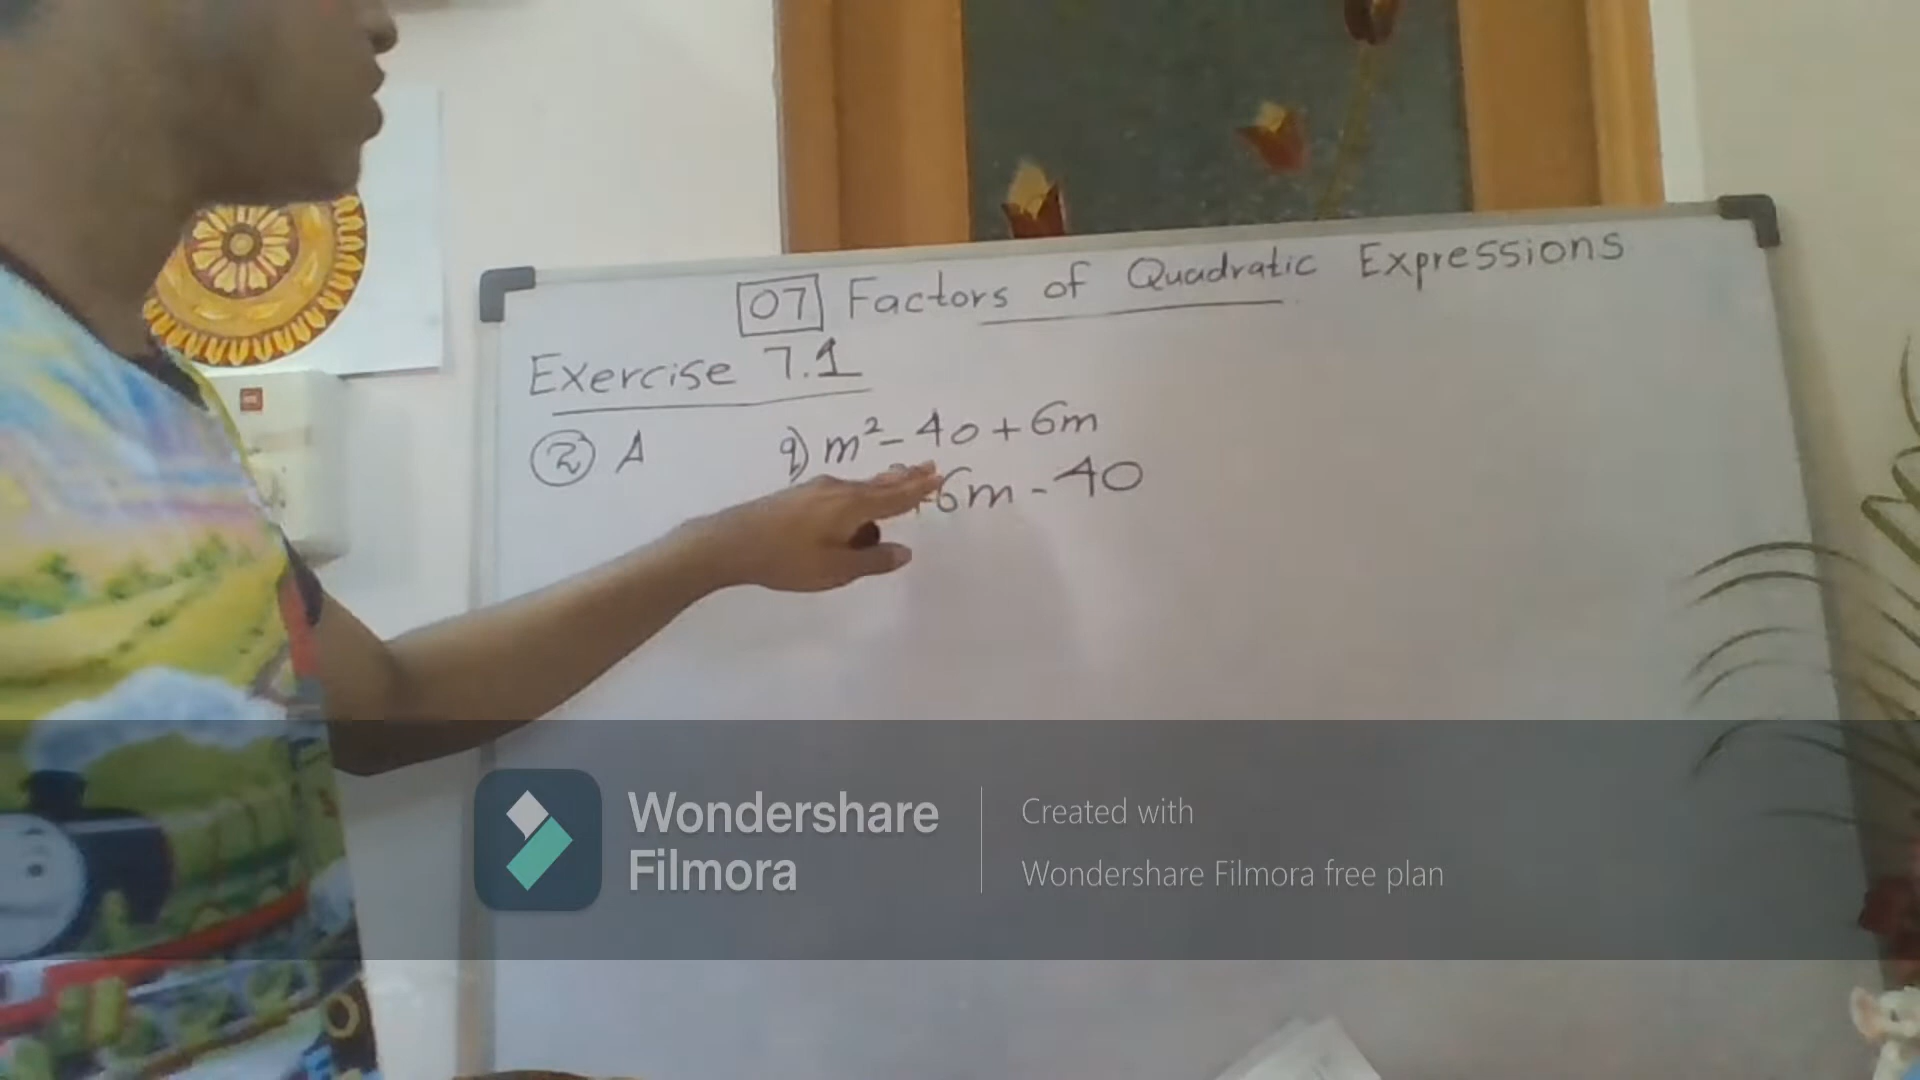 07 Factors of Quadratic Expressions
Exercise 7.1
2 A q) m² - 40 + 6m
6m - 40
Wondershare
Filmora
Created with
Wondershare Filmora free plan